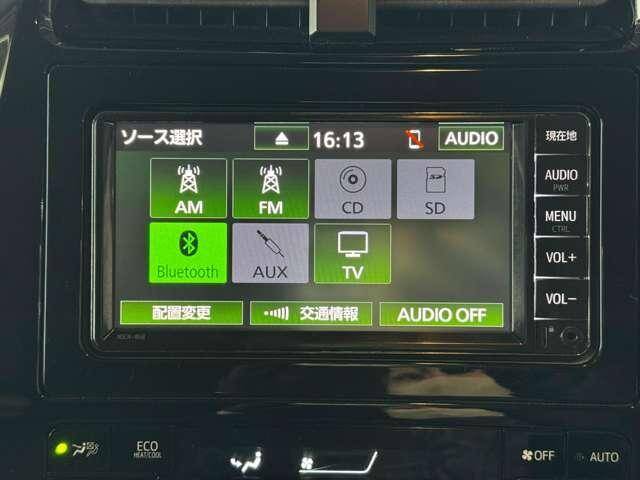 ソース選択 16:13 AUDIO
現在地
AM FM CD SD
AUDIO
PWR
MENU
CTRL
Bluetooth AUX TV
VOL+
VOL-
配置変更 交通情報 AUDIO OFF
ECO
HEAT/COOL
OFF AUTO